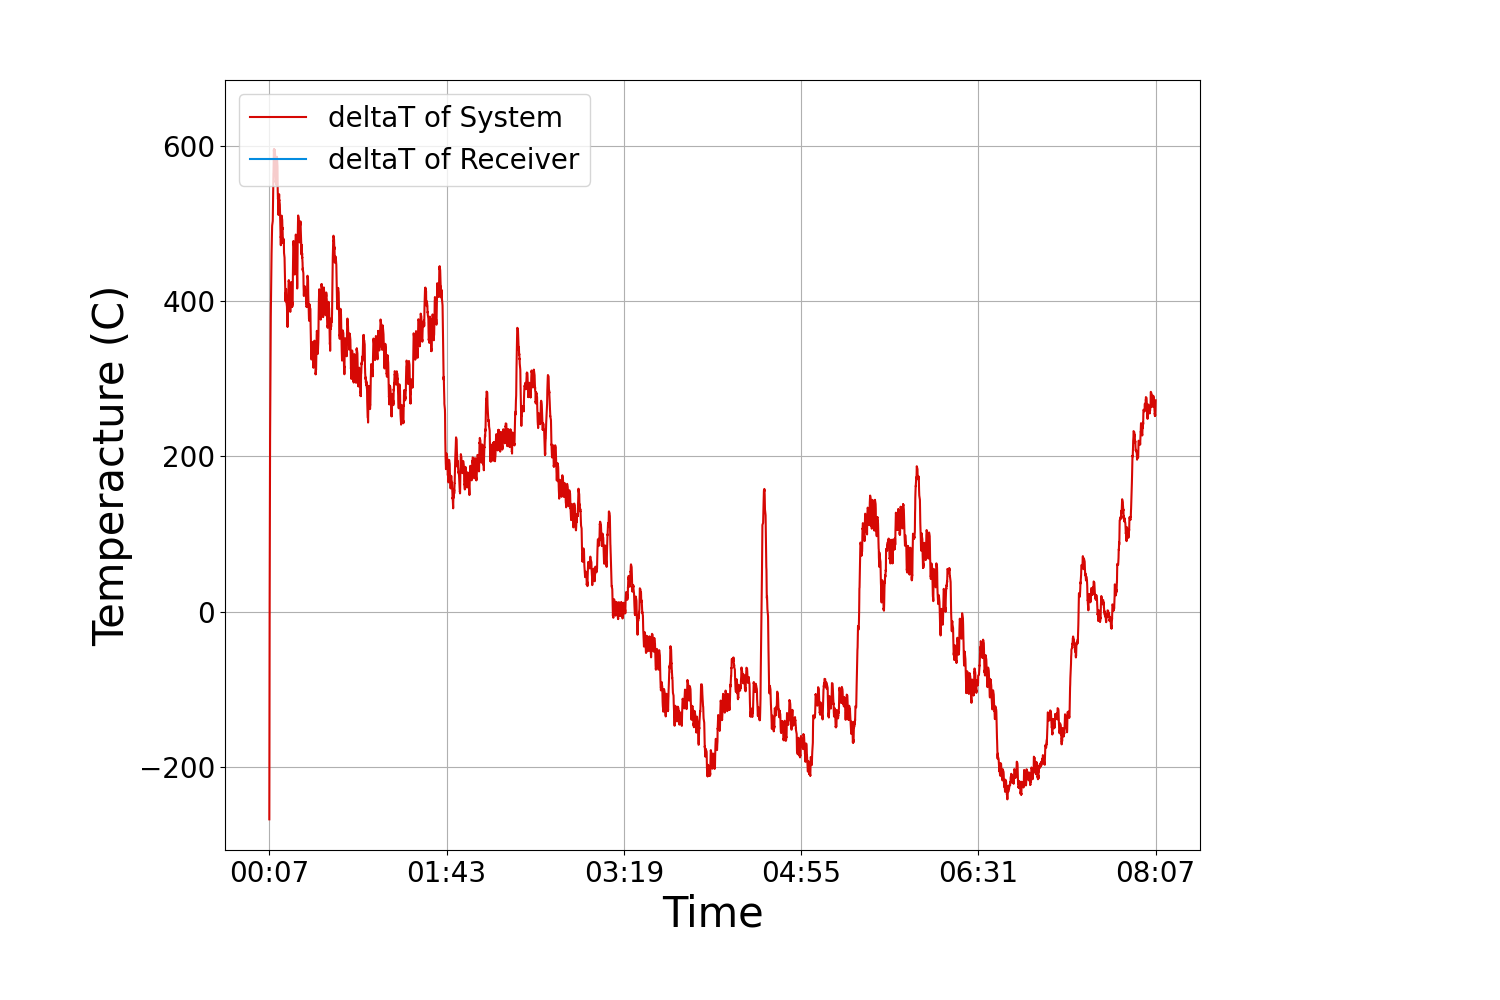 deltaT of System
deltaT of Receiver
600
400
200
0
−200
Temperacture (C)
00:07 01:43 03:19 04:55 06:31 08:07
Time